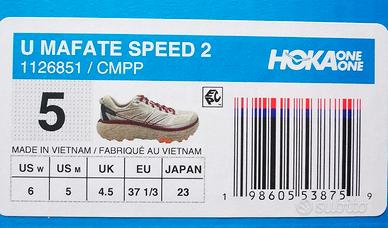 U MAFATE SPEED 2
1126851 / CMPP
HOKA ONE ONE
5
MADE IN VIETNAM / FABRIQUÉ AU VIETNAM
US W US M UK EU JAPAN
6 5 4.5 37 1/3 23
1 98605 53875 9
subito